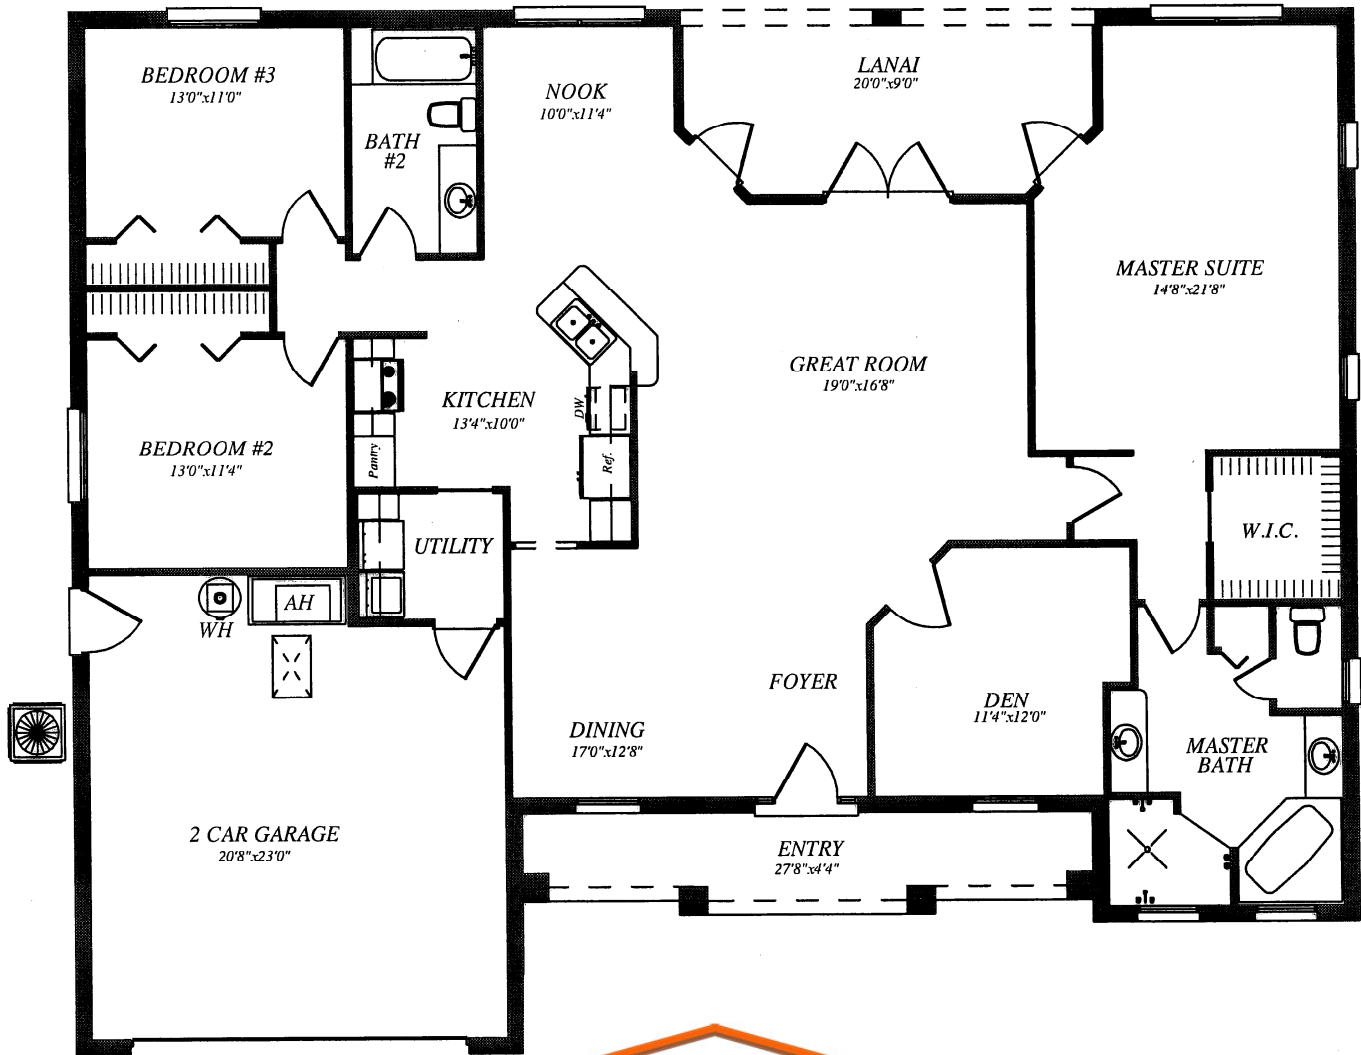 BEDROOM #3
13'0"x11'0"
BATH
#2
NOOK
10'0"x11'4"
LANAI
20'0"x9'0"
MASTER SUITE
14'8"x21'8"
GREAT ROOM
19'0"x16'8"
KITCHEN
13'4"x10'0"
DW
Pantry
Ref.
BEDROOM #2
13'0"x11'4"
UTILITY
W.I.C.
AH
WH
FOYER
DEN
11'4"x12'0"
DINING
17'0"x12'8"
MASTER
BATH
2 CAR GARAGE
20'8"x23'0"
ENTRY
27'8"x4'4"